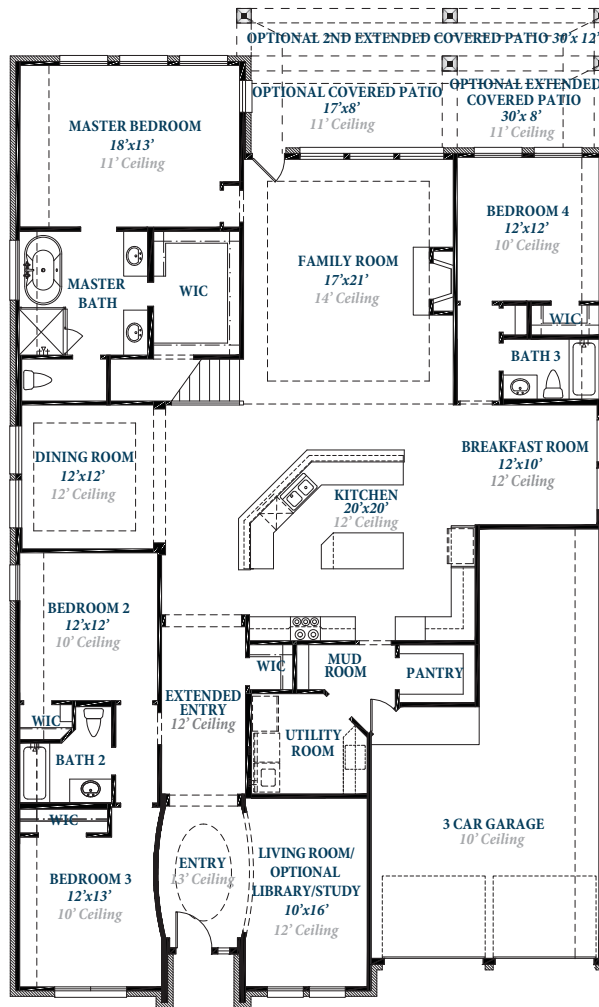 OPTIONAL 2ND EXTENDED COVERED PATIO 30'x 12'
OPTIONAL COVERED PATIO
17'x8'
11' Ceiling
OPTIONAL EXTENDED
COVERED PATIO
30'x 8'
11' Ceiling
MASTER BEDROOM
18'x13'
11' Ceiling
BEDROOM 4
12'x12'
10' Ceiling
FAMILY ROOM
17'x21'
14' Ceiling
MASTER
BATH
WIC
WIC
BATH 3
DINING ROOM
12'x12'
12' Ceiling
BREAKFAST ROOM
12'x10'
12' Ceiling
KITCHEN
20'x20'
12' Ceiling
BEDROOM 2
12'x12'
10' Ceiling
WIC
MUD
ROOM
PANTRY
EXTENDED
ENTRY
12' Ceiling
WIC
UTILITY
ROOM
BATH 2
WIC
3 CAR GARAGE
10' Ceiling
ENTRY
13' Ceiling
LIVING ROOM/
OPTIONAL
LIBRARY/STUDY
10'x16'
12' Ceiling
BEDROOM 3
12'x13'
10' Ceiling